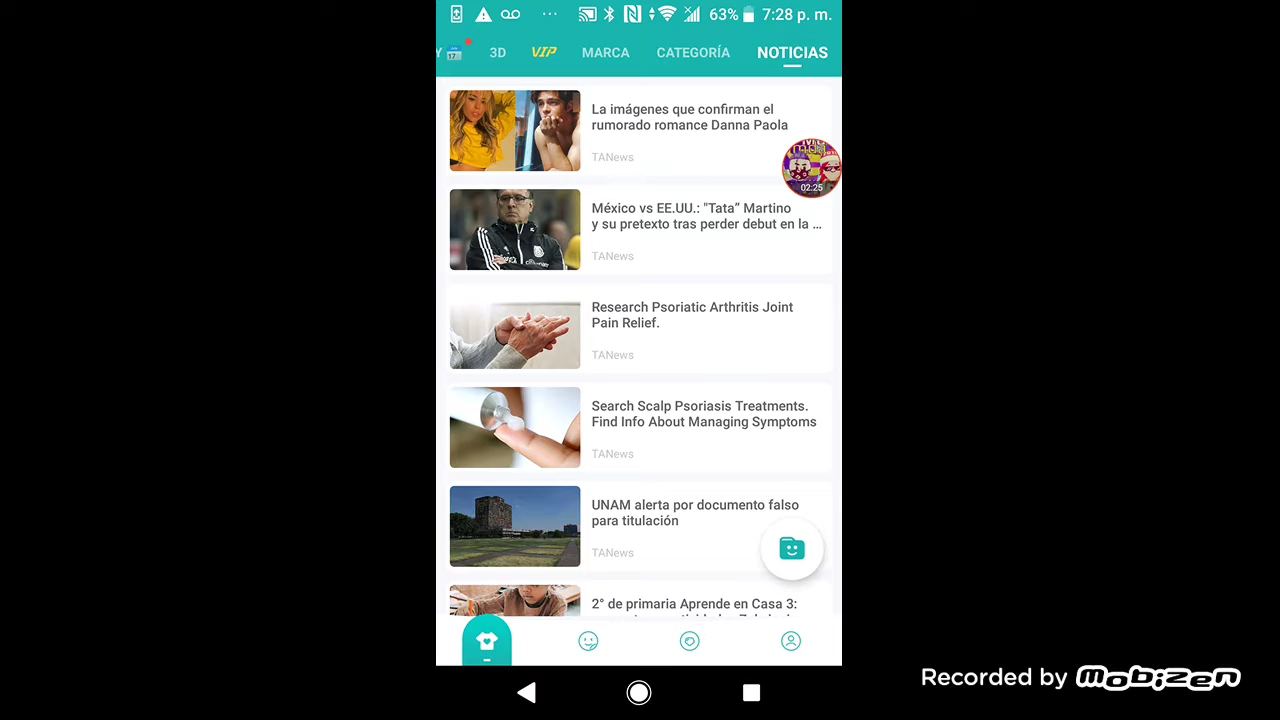 63% 7:28 p. m.
Y 3D VIP MARCA CATEGORÍA NOTICIAS
La imágenes que confirman el
rumorado romance Danna Paola
TANews
02:25
México vs EE.UU.: "Tata” Martino
y su pretexto tras perder debut en la ...
TANews
Research Psoriatic Arthritis Joint
Pain Relief.
TANews
Search Scalp Psoriasis Treatments.
Find Info About Managing Symptoms
TANews
UNAM alerta por documento falso
para titulación
TANews
2° de primaria Aprende en Casa 3:
Recorded by MOBIZEN